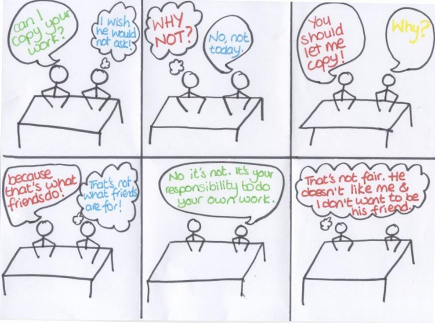 can I
copy your
work?
I wish
he would
not ask!
WHY
NOT?
No, not
today.
You
should
let me
copy!
Why?
because
that's what
friends do!
That's not
what friends
are for!
No it's not. It's your
responsibility to do
your own work.
That's not fair. He
doesn't like me &
I don't want to be
his friend.